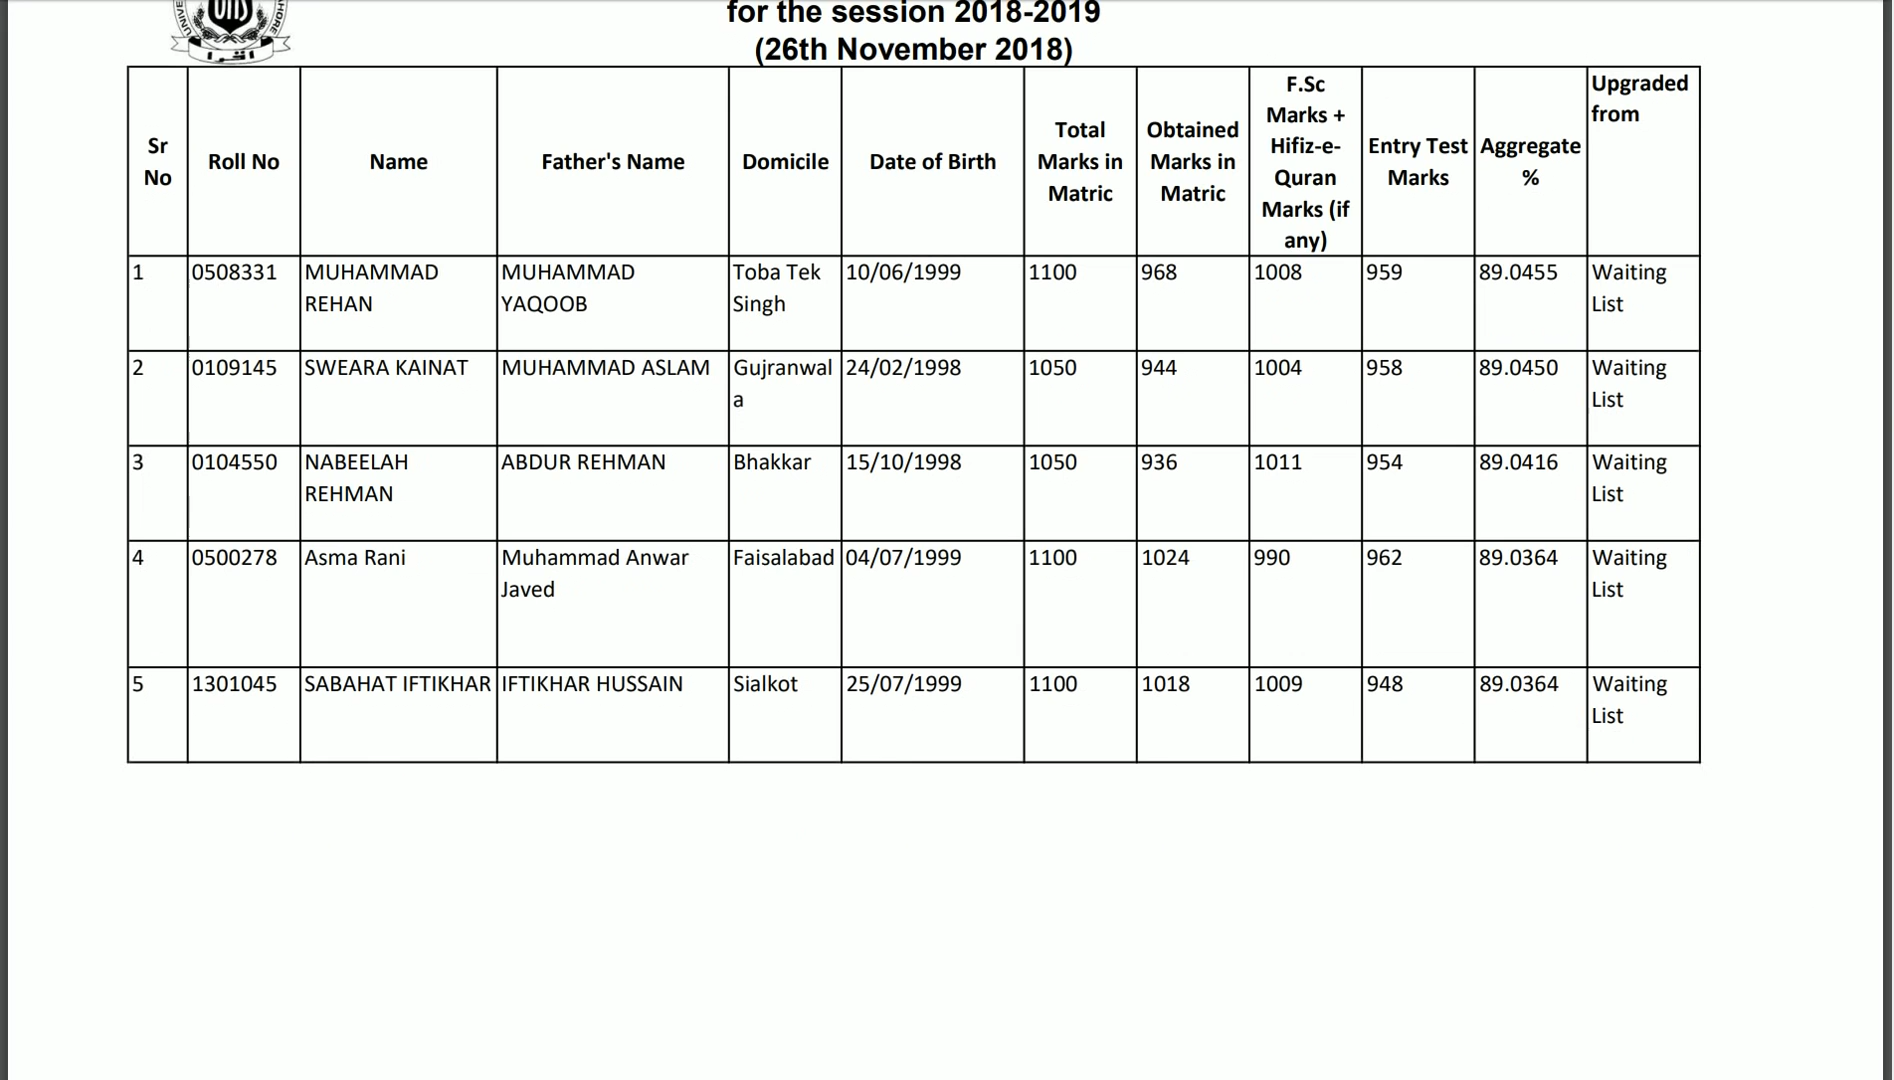 UHS
for the session 2018-2019
(26th November 2018)
Sr No Roll No Name Father's Name Domicile Date of Birth Total Marks in Matric Obtained Marks in Matric F.Sc Marks + Hifiz-e-Quran Marks (if any) Entry Test Marks Aggregate % Upgraded from
1 0508331 MUHAMMAD REHAN MUHAMMAD YAQOOB Toba Tek Singh 10/06/1999 1100 968 1008 959 89.0455 Waiting List
2 0109145 SWEARA KAINAT MUHAMMAD ASLAM Gujranwala 24/02/1998 1050 944 1004 958 89.0450 Waiting List
3 0104550 NABEELAH REHMAN ABDUR REHMAN Bhakkar 15/10/1998 1050 936 1011 954 89.0416 Waiting List
4 0500278 Asma Rani Muhammad Anwar Javed Faisalabad 04/07/1999 1100 1024 990 962 89.0364 Waiting List
5 1301045 SABAHAT IFTIKHAR IFTIKHAR HUSSAIN Sialkot 25/07/1999 1100 1018 1009 948 89.0364 Waiting List